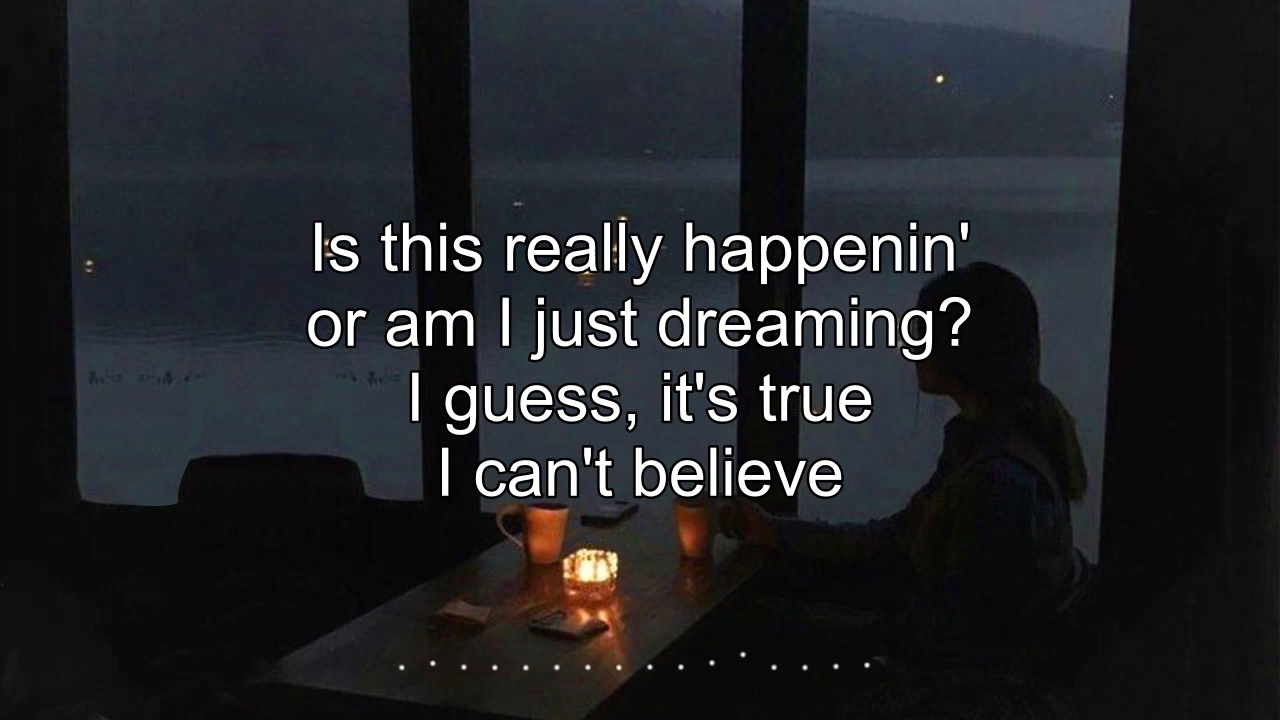 Is this really happenin'
or am I just dreaming?
I guess, it's true
I can't believe